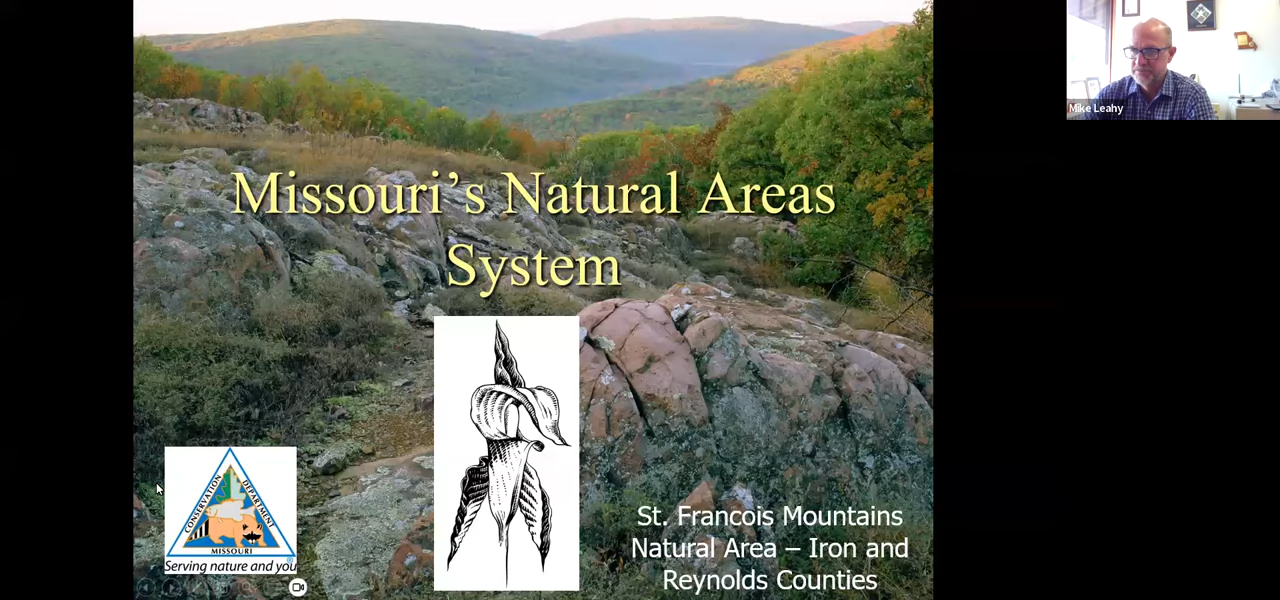 Missouri's Natural Areas
System
Mike Leahy
CONSERVATION
DEPARTMENT
MISSOURI
Serving nature and you
St. Francois Mountains
Natural Area – Iron and
Reynolds Counties